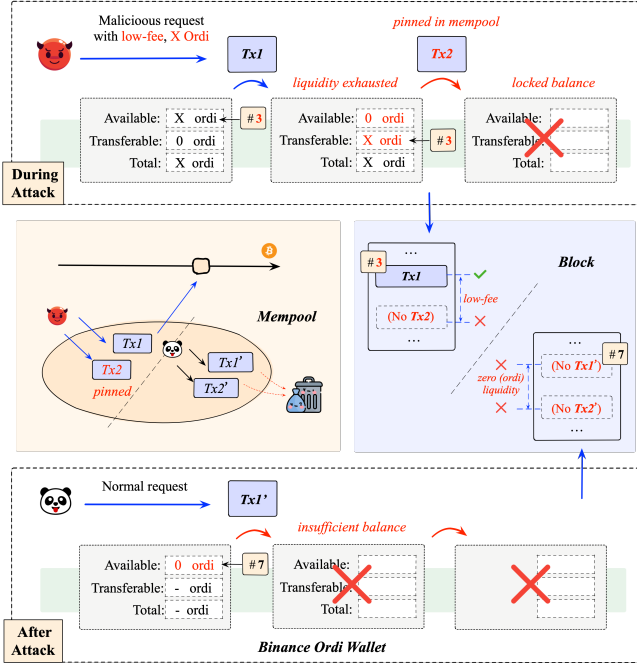 Malicious request
with low-fee, X Ordi
Tx1
pinned in mempool
Tx2
liquidity exhausted
locked balance
Available: X ordi
Transferable: 0 ordi
Total: X ordi
#3
Available: 0 ordi
Transferable: X ordi
Total: X ordi
#3
Available:
Transferable:
Total:
During
Attack
Mempool
Tx1
Tx2
pinned
Tx1'
Tx2'
Block
#3
...
Tx1
low-fee
(No Tx2)
...
#7
...
(No Tx1')
zero (ordi)
liquidity
(No Tx2')
...
Normal request
Tx1’
insufficient balance
Available: 0 ordi
Transferable: - ordi
Total: - ordi
#7
Available:
Transferable:
Total:
After
Attack
Binance Ordi Wallet